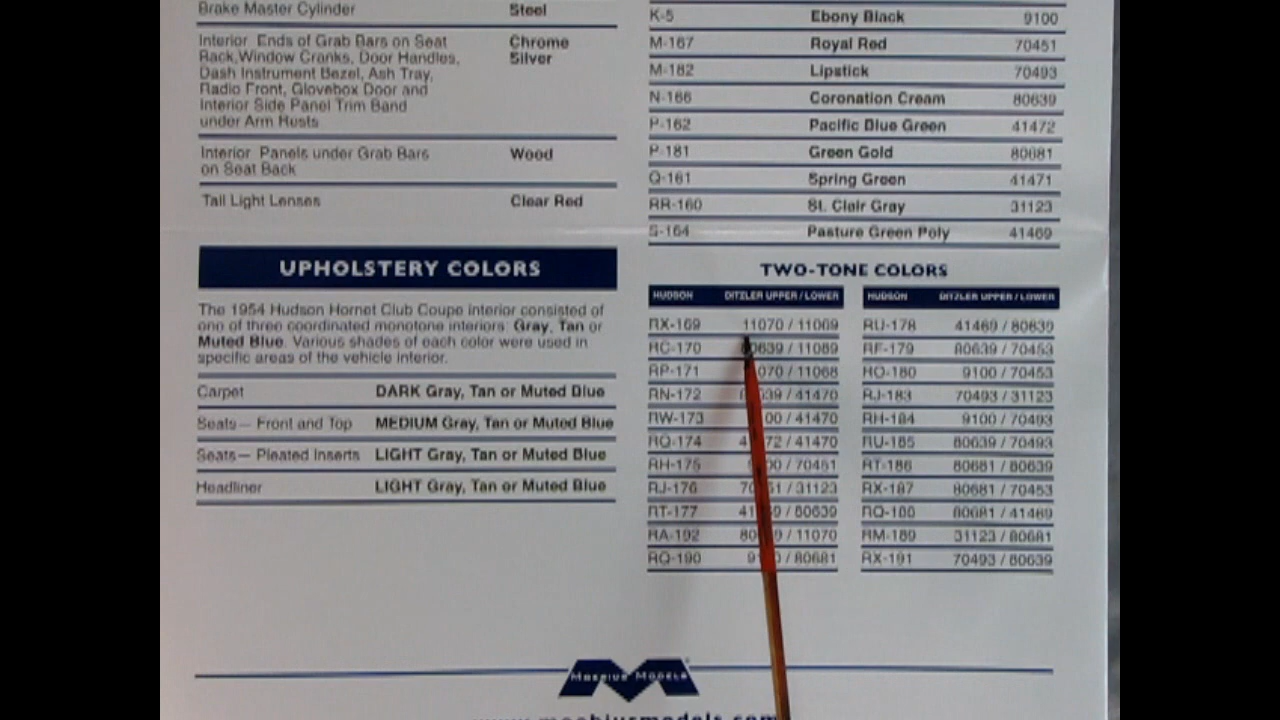 Brake Master Cylinder Steel
Interior Ends of Grab Bars on Seat Chrome
Rack,Window Cranks, Door Handles, Silver
Dash Instrument Bezel, Ash Tray,
Radio Front, Glovebox Door and
Interior Side Panel Trim Band
under Arm Rests
Interior Panels under Grab Bars Wood
on Seat Back
Tail Light Lenses Clear Red
UPHOLSTERY COLORS
The 1954 Hudson Hornet Club Coupe interior consisted of
one of three coordinated monotone interiors: Gray, Tan or
Muted Blue. Various shades of each color were used in
specific areas of the vehicle interior.
Carpet DARK Gray, Tan or Muted Blue
Seats — Front and Top MEDIUM Gray, Tan or Muted Blue
Seats — Pleated Inserts LIGHT Gray, Tan or Muted Blue
Headliner LIGHT Gray, Tan or Muted Blue
K-5 Ebony Black 9100
M-167 Royal Red 70451
M-182 Lipstick 70493
N-166 Coronation Cream 80639
P-162 Pacific Blue Green 41472
P-181 Green Gold 80681
Q-161 Spring Green 41471
RR-160 St. Clair Gray 31123
S-164 Pasture Green Poly 41469
TWO-TONE COLORS
HUDSON DITZLER UPPER / LOWER
RX-169 11070 / 11069
RC-170 80639 / 11069
RP-171 070 / 11068
RN-172 / 41470
RW-173 / 41470
/ 41470
RH-175 / 70451
RJ-176 / 31123
RT-177 / 80639
/ 11070
/ 80681
HUDSON DITZLER UPPER / LOWER
RU-178 41469 / 80639
RF-179 80639 / 70453
9100 / 70453
RJ-183 70493 / 31123
RH-184 9100 / 70493
RU-185 80639 / 70493
RT-186 80681 / 80639
RX-187 80681 / 70453
80681 / 41469
RM-189 31123 / 80681
RX-191 70493 / 80639
MOEBIUS MODELS
www.moebiusmodels.com